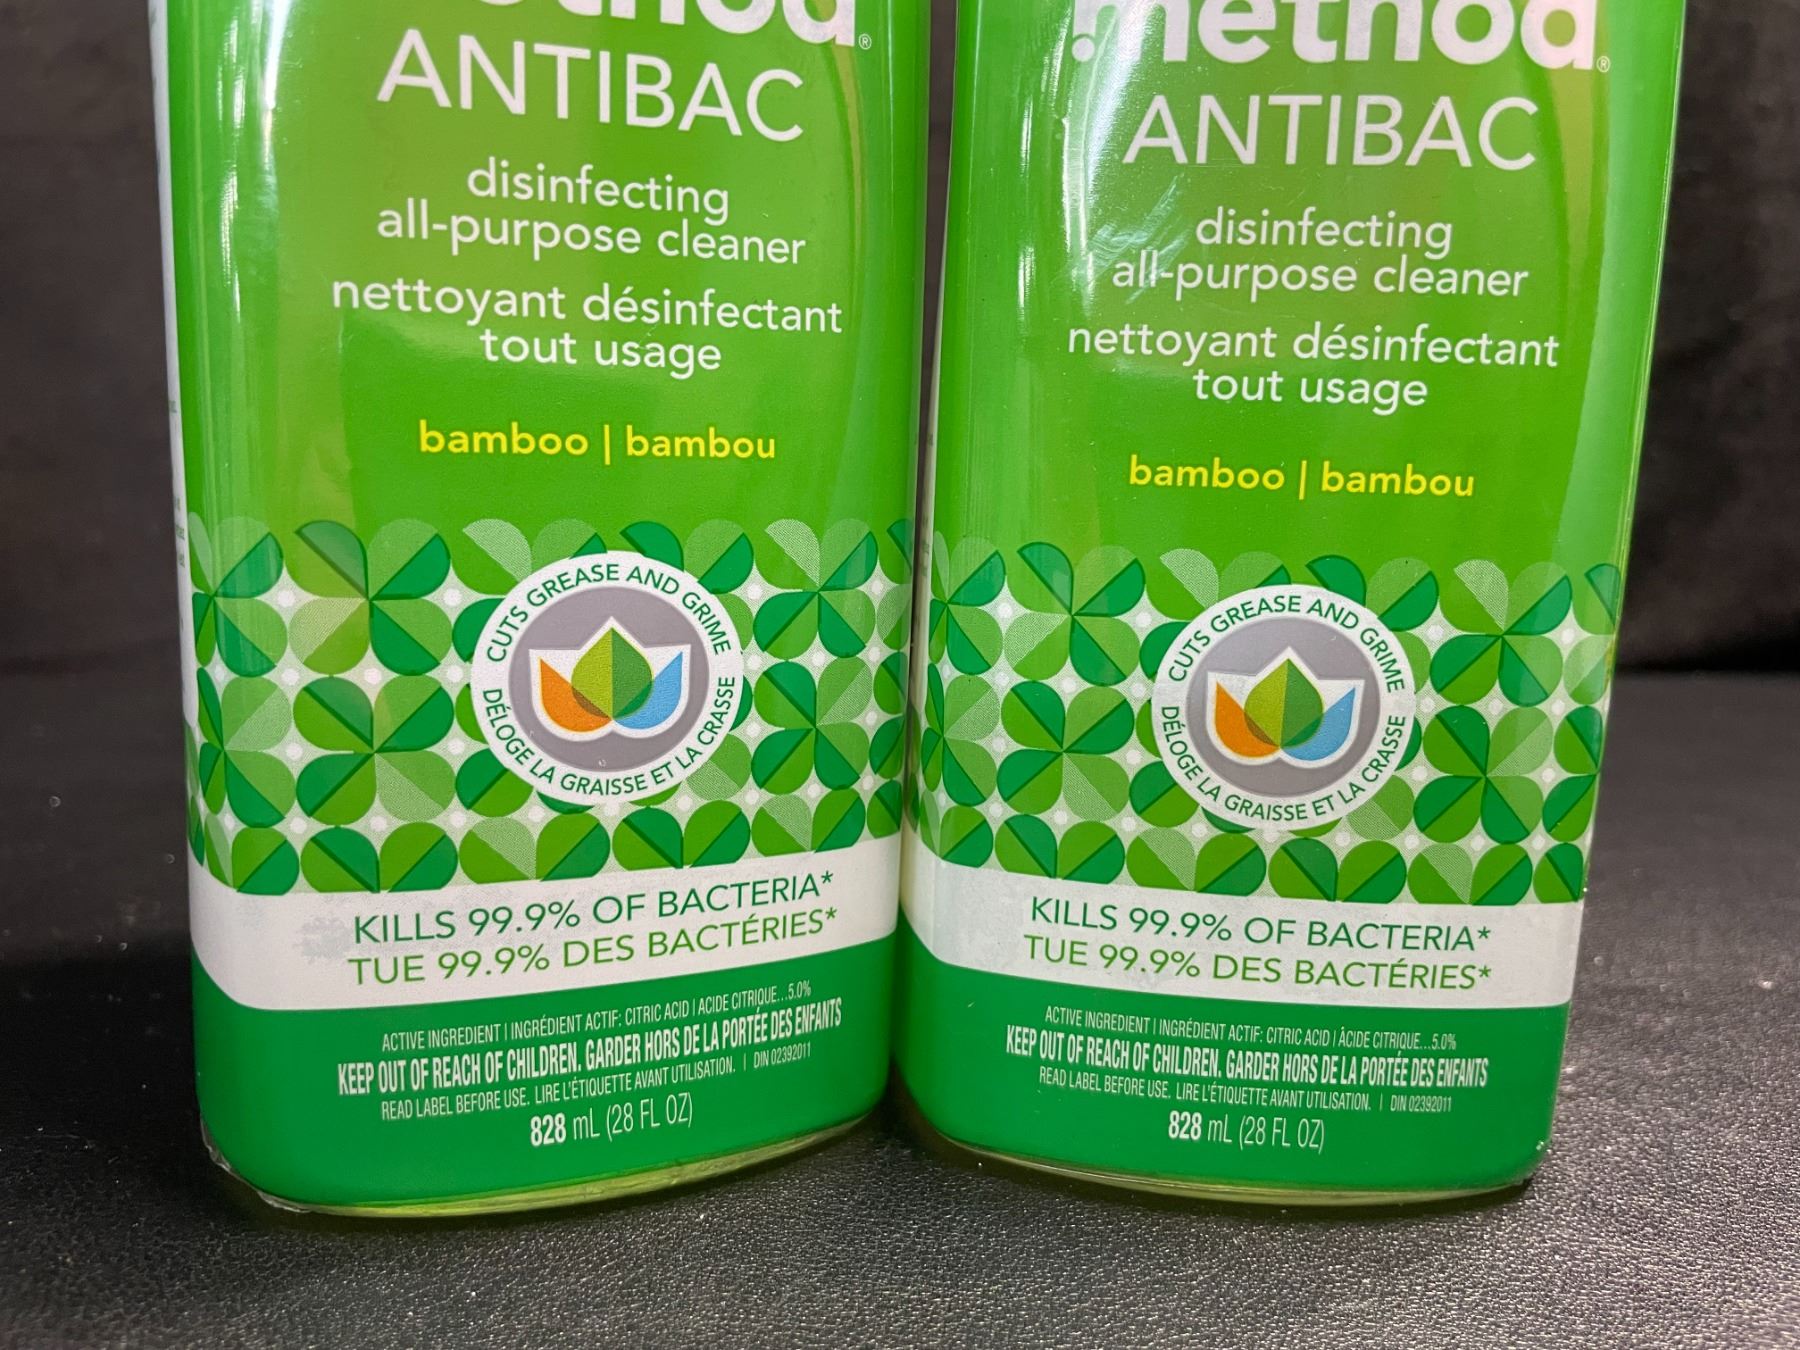 method®
ANTIBAC
disinfecting
all-purpose cleaner
nettoyant désinfectant
tout usage
bamboo | bambou
CUTS GREASE AND GRIME
DÉLOGE LA GRAISSE ET LA CRASSE
KILLS 99.9% OF BACTERIA*
TUE 99.9% DES BACTÉRIES*
ACTIVE INGREDIENT | INGRÉDIENT ACTIF: CITRIC ACID | ACIDE CITRIQUE...5.0%
KEEP OUT OF REACH OF CHILDREN. GARDER HORS DE LA PORTÉE DES ENFANTS
READ LABEL BEFORE USE. LIRE L'ÉTIQUETTE AVANT UTILISATION. | DIN 02392011
828 mL (28 FL OZ)
method®
ANTIBAC
disinfecting
all-purpose cleaner
nettoyant désinfectant
tout usage
bamboo | bambou
CUTS GREASE AND GRIME
DÉLOGE LA GRAISSE ET LA CRASSE
KILLS 99.9% OF BACTERIA*
TUE 99.9% DES BACTÉRIES*
ACTIVE INGREDIENT | INGRÉDIENT ACTIF: CITRIC ACID | ACIDE CITRIQUE...5.0%
KEEP OUT OF REACH OF CHILDREN. GARDER HORS DE LA PORTÉE DES ENFANTS
READ LABEL BEFORE USE. LIRE L'ÉTIQUETTE AVANT UTILISATION. | DIN 02392011
828 mL (28 FL OZ)